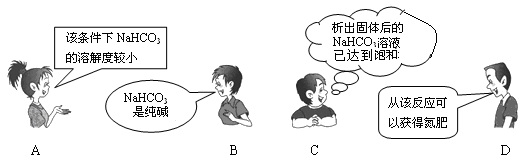 该条件下 NaHCO₃
的溶解度较小
NaHCO₃
是纯碱
析出固体后的
NaHCO₃溶液
已达到饱和
从该反应可
以获得氮肥
A
B
C
D